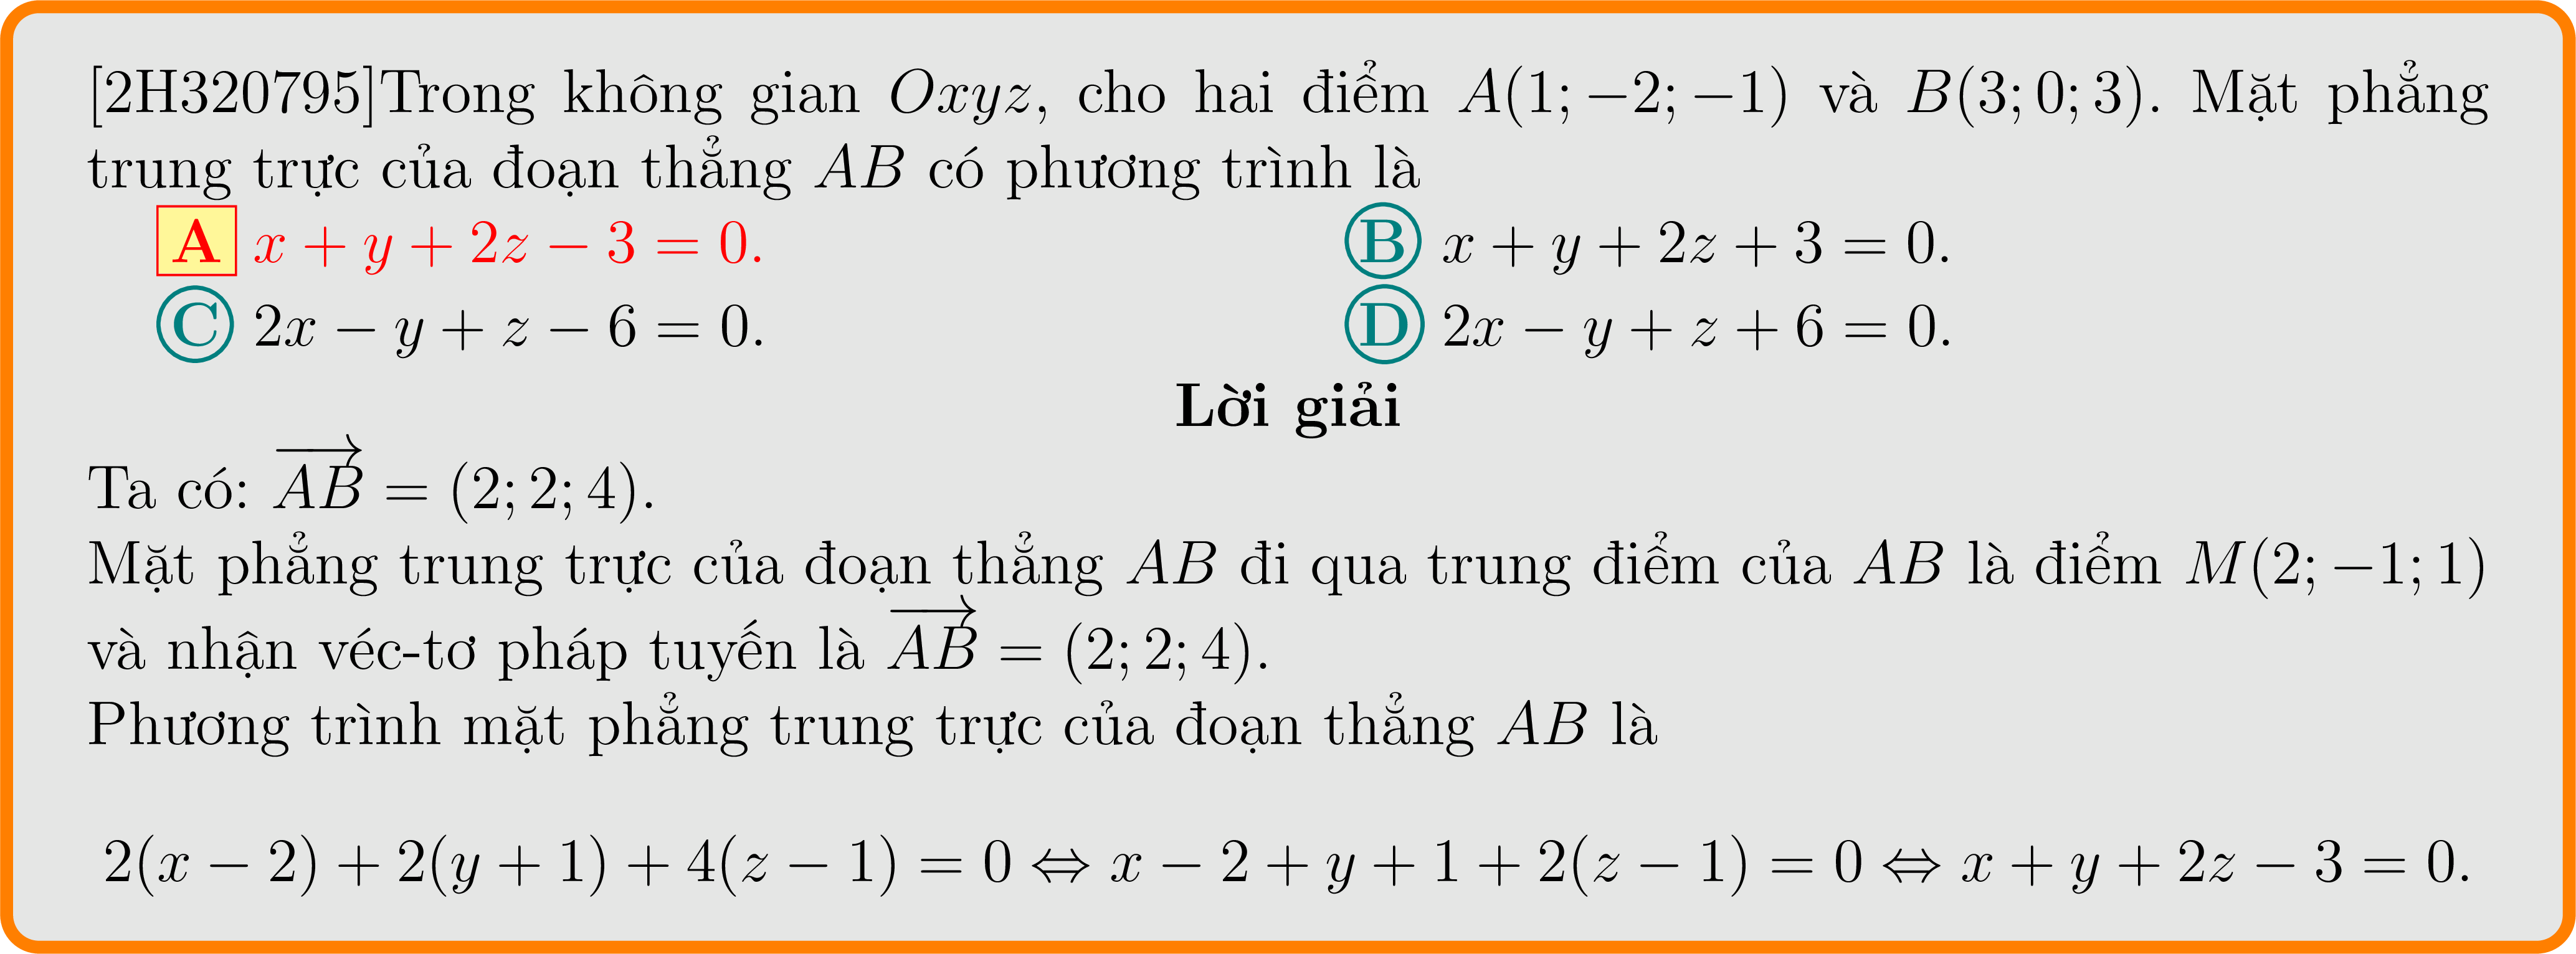 [2H320795]Trong không gian Oxyz, cho hai điểm A(1; −2; −1) và B(3; 0; 3). Mặt phẳng
trung trực của đoạn thẳng AB có phương trình là
A x + y + 2z − 3 = 0.
B x + y + 2z + 3 = 0.
C 2x − y + z − 6 = 0.
D 2x − y + z + 6 = 0.
Lời giải
Ta có: $\overrightarrow{AB}$ = (2; 2; 4).
Mặt phẳng trung trực của đoạn thẳng AB đi qua trung điểm của AB là điểm M(2; −1; 1)
và nhận véc-tơ pháp tuyến là $\overrightarrow{AB}$ = (2; 2; 4).
Phương trình mặt phẳng trung trực của đoạn thẳng AB là
2(x − 2) + 2(y + 1) + 4(z − 1) = 0 ⇔ x − 2 + y + 1 + 2(z − 1) = 0 ⇔ x + y + 2z − 3 = 0.